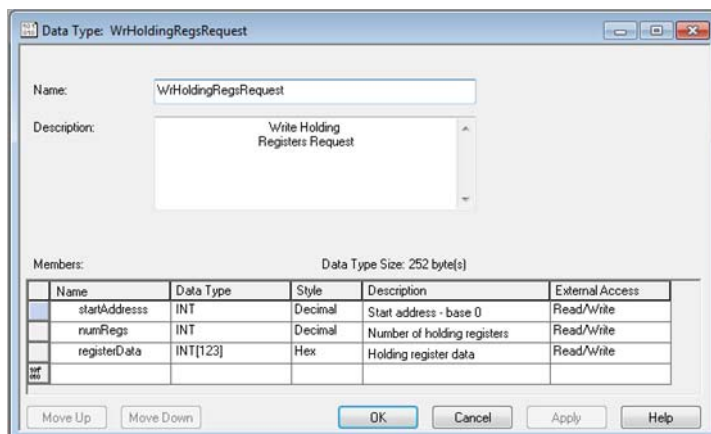 Data Type: WrHoldingRegsRequest
Name: WrHoldingRegsRequest
Description: Write Holding
Registers Request
Members: Data Type Size: 252 byte(s)
Name Data Type Style Description External Access
startAddresss INT Decimal Start address - base 0 Read/Write
numRegs INT Decimal Number of holding registers Read/Write
registerData INT[123] Hex Holding register data Read/Write
Move Up Move Down OK Cancel Apply Help